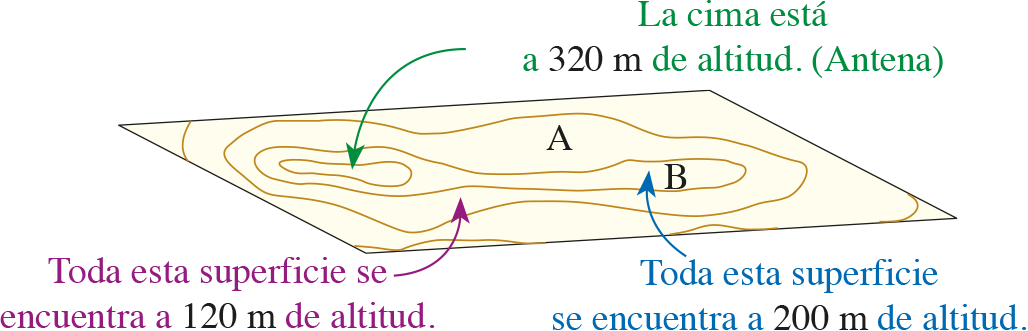 La cima está
a 320 m de altitud. (Antena)
A
B
Toda esta superficie se
encuentra a 120 m de altitud.
Toda esta superficie
se encuentra a 200 m de altitud.